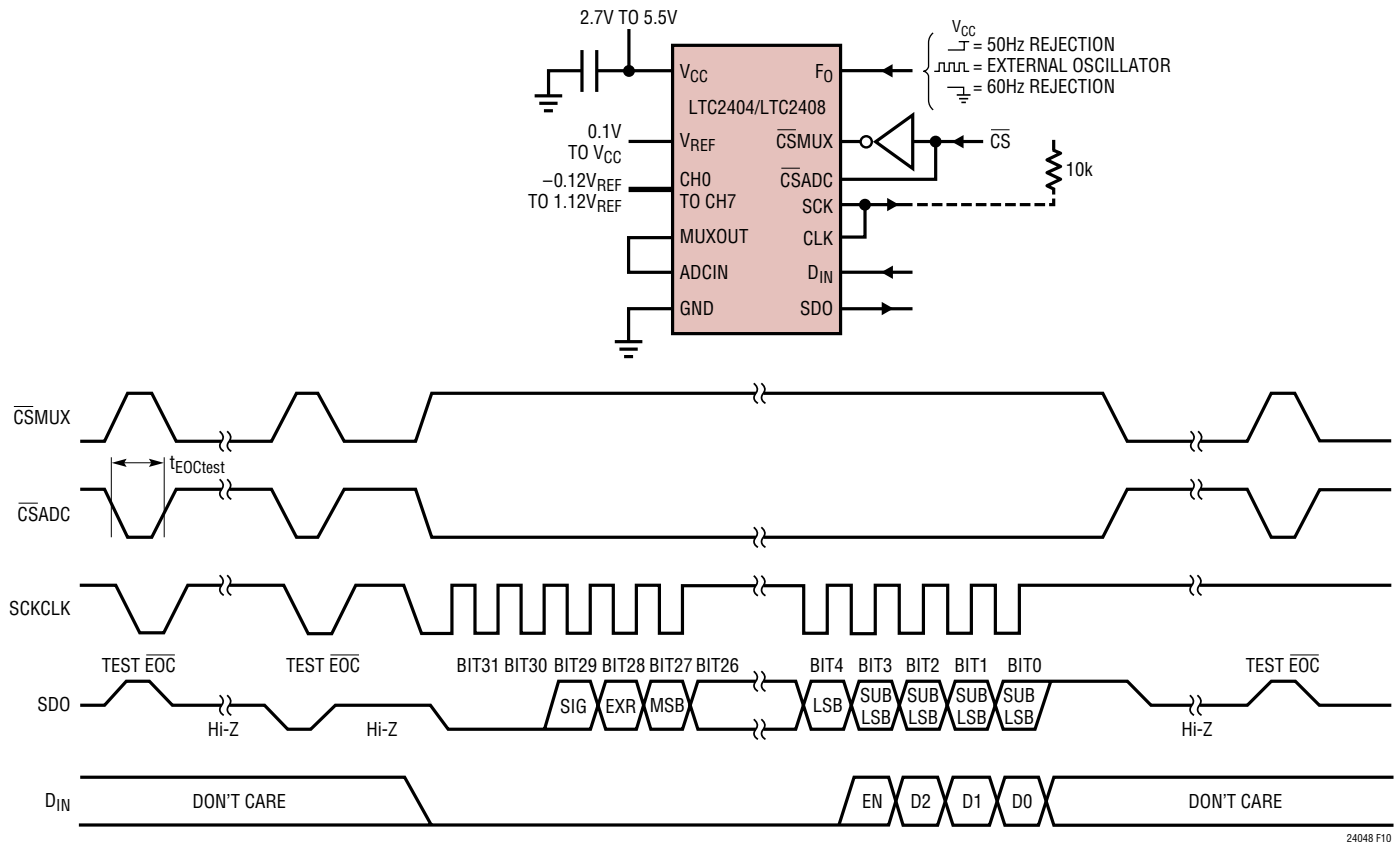 2.7V TO 5.5V
VCC
FO
VCC
= 50Hz REJECTION
= EXTERNAL OSCILLATOR
= 60Hz REJECTION
LTC2404/LTC2408
0.1V
TO VCC
VREF
CSMUX
CS
10k
–0.12VREF
TO 1.12VREF
CH0
TO CH7
CSADC
SCK
MUXOUT
CLK
ADCIN
DIN
GND
SDO
CSMUX
tEOCtest
CSADC
SCKCLK
TEST EOC TEST EOC BIT31 BIT30 BIT29 BIT28 BIT27 BIT26 BIT4 BIT3 BIT2 BIT1 BIT0 TEST EOC
SDO
SIG EXR MSB LSB SUB LSB SUB LSB SUB LSB SUB LSB
Hi-Z Hi-Z Hi-Z
DIN DON'T CARE EN D2 D1 D0 DON'T CARE
24048 F10